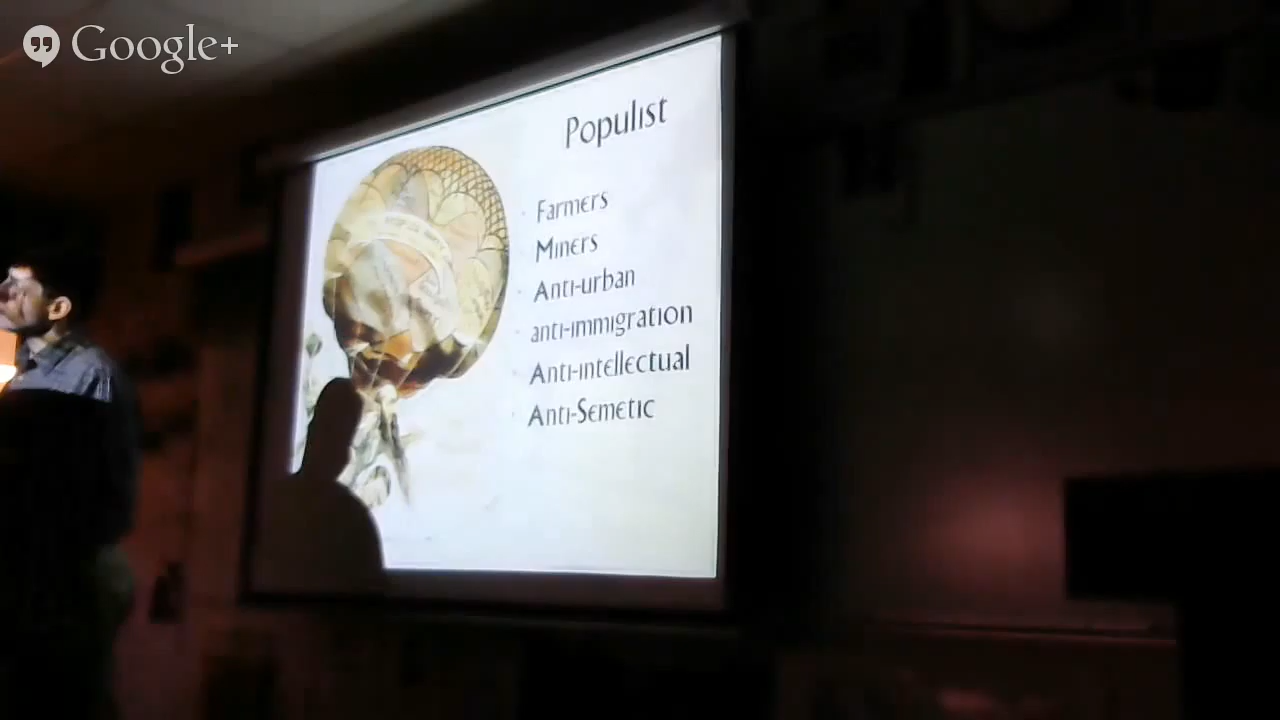 Google+
Populist
Farmers
Miners
Anti-urban
anti-immigration
Anti-intellectual
Anti-Semetic